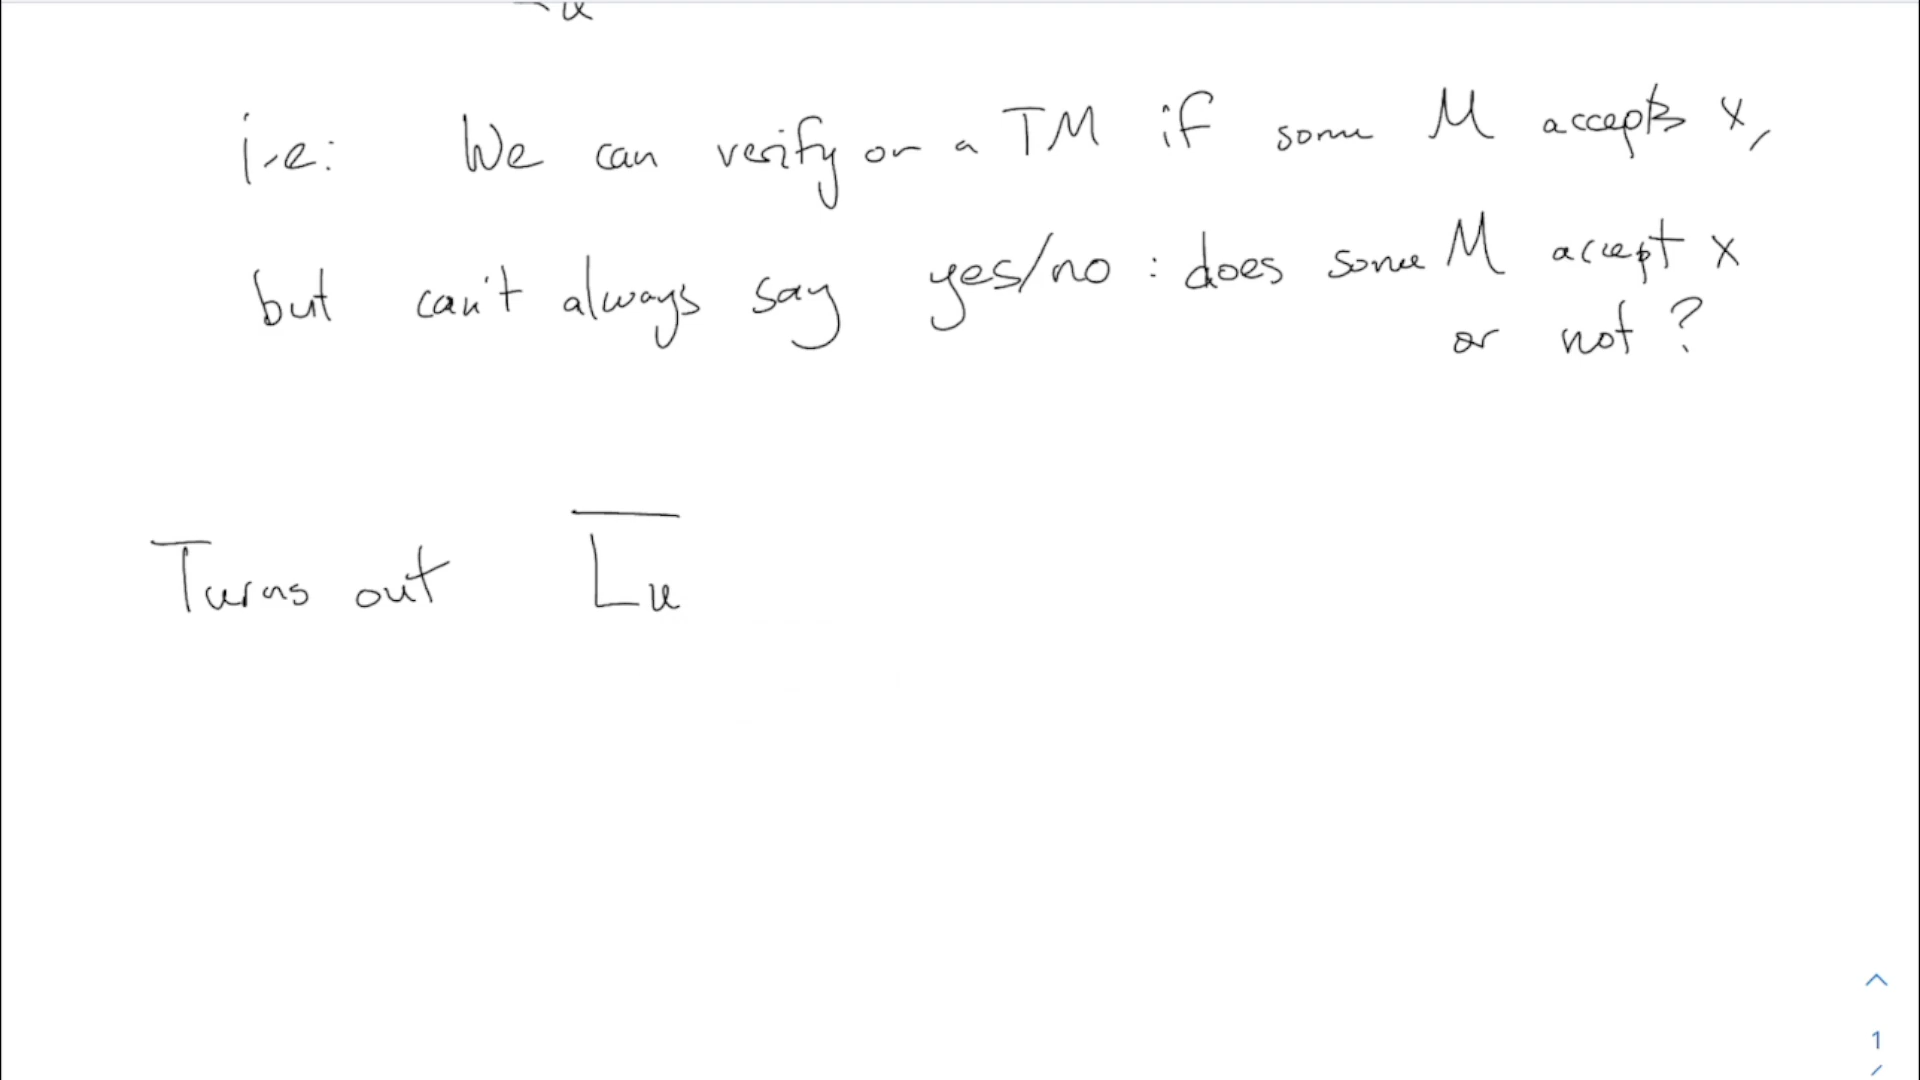 u
i.e: We can verify on a TM if some M accepts x,
but can't always say yes/no : does some M accept x
or not ?
Turns out L̅u
1